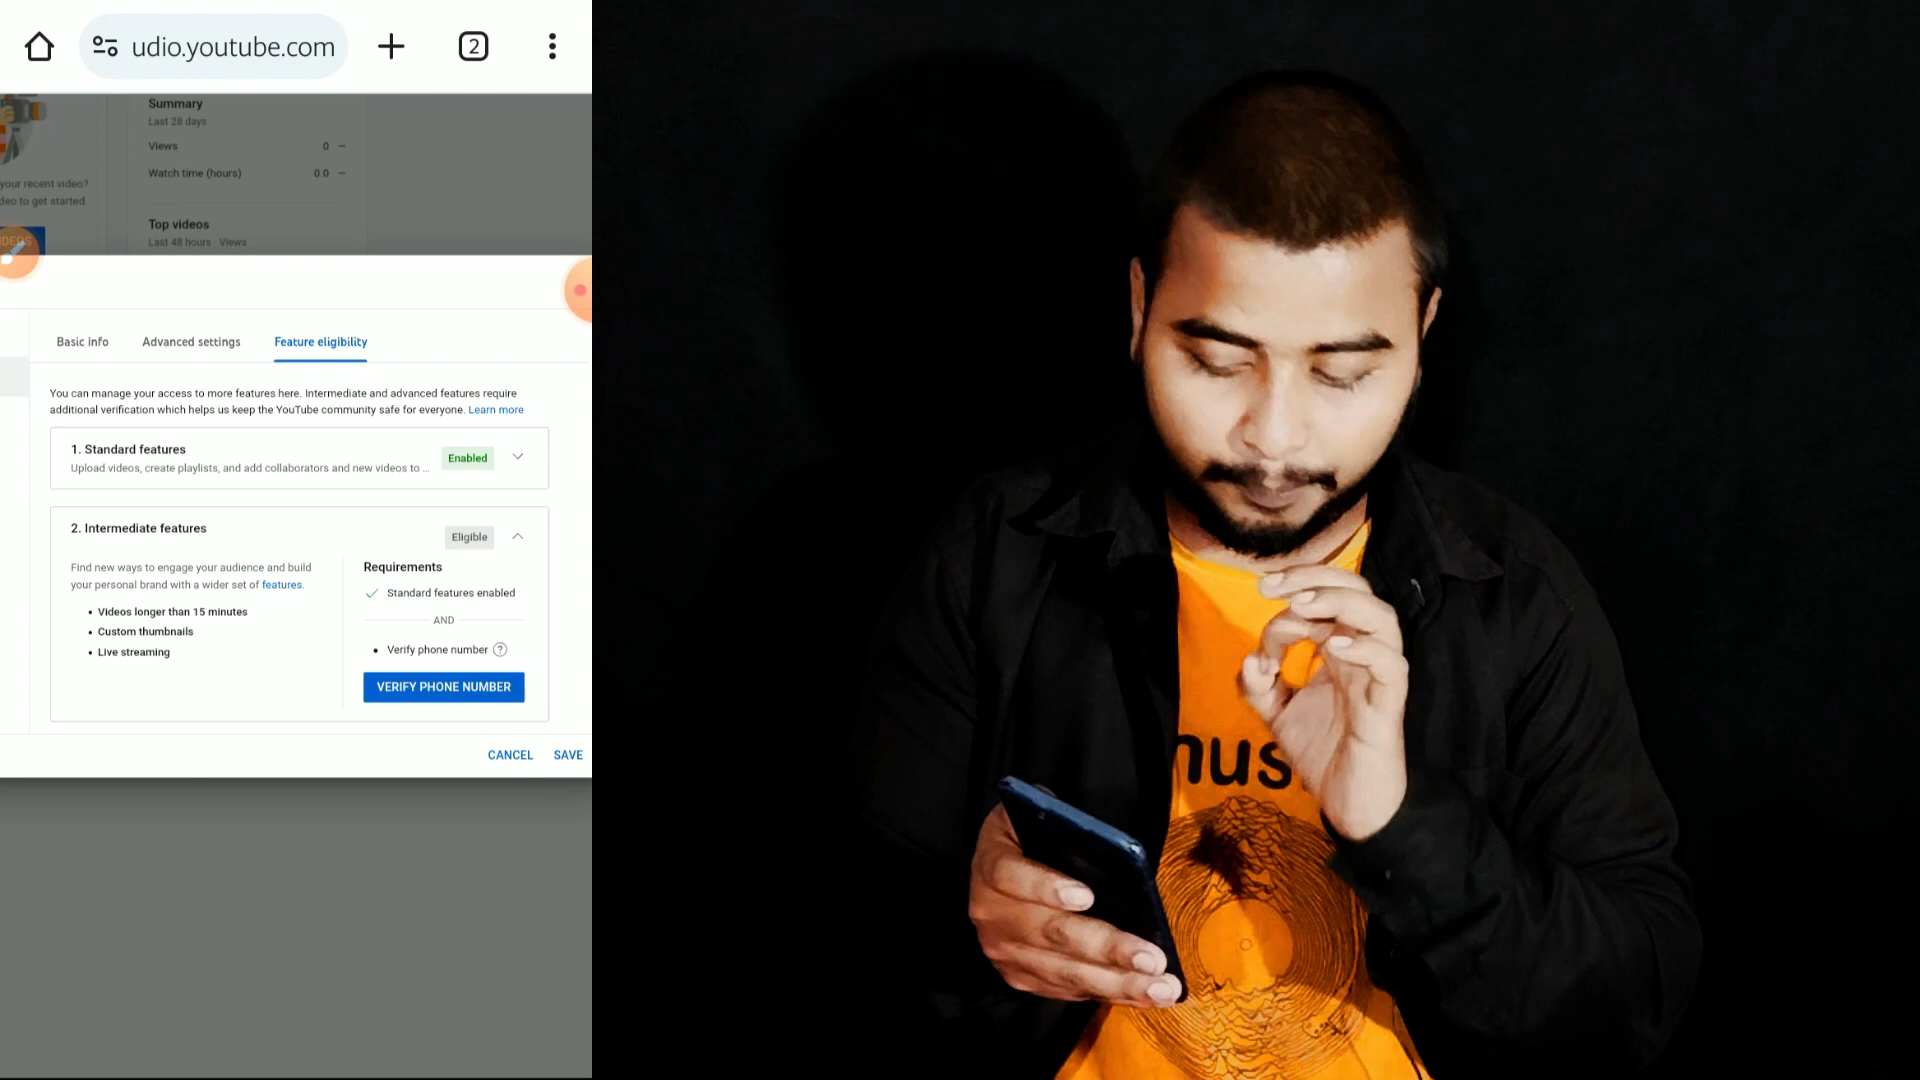 2
udio.youtube.com
Summary
Last 28 days
Views 0 –
Watch time (hours) 0.0 –
your recent video?
deo to get started.
Top videos
Last 48 hours · Views
DEOS
Basic info Advanced settings Feature eligibility
You can manage your access to more features here. Intermediate and advanced features require
additional verification which helps us keep the YouTube community safe for everyone. Learn more
1. Standard features
Enabled
Upload videos, create playlists, and add collaborators and new videos to ...
2. Intermediate features
Eligible
Find new ways to engage your audience and build
your personal brand with a wider set of features.
• Videos longer than 15 minutes
• Custom thumbnails
• Live streaming
Requirements
Standard features enabled
AND
• Verify phone number ?
VERIFY PHONE NUMBER
CANCEL SAVE
nus